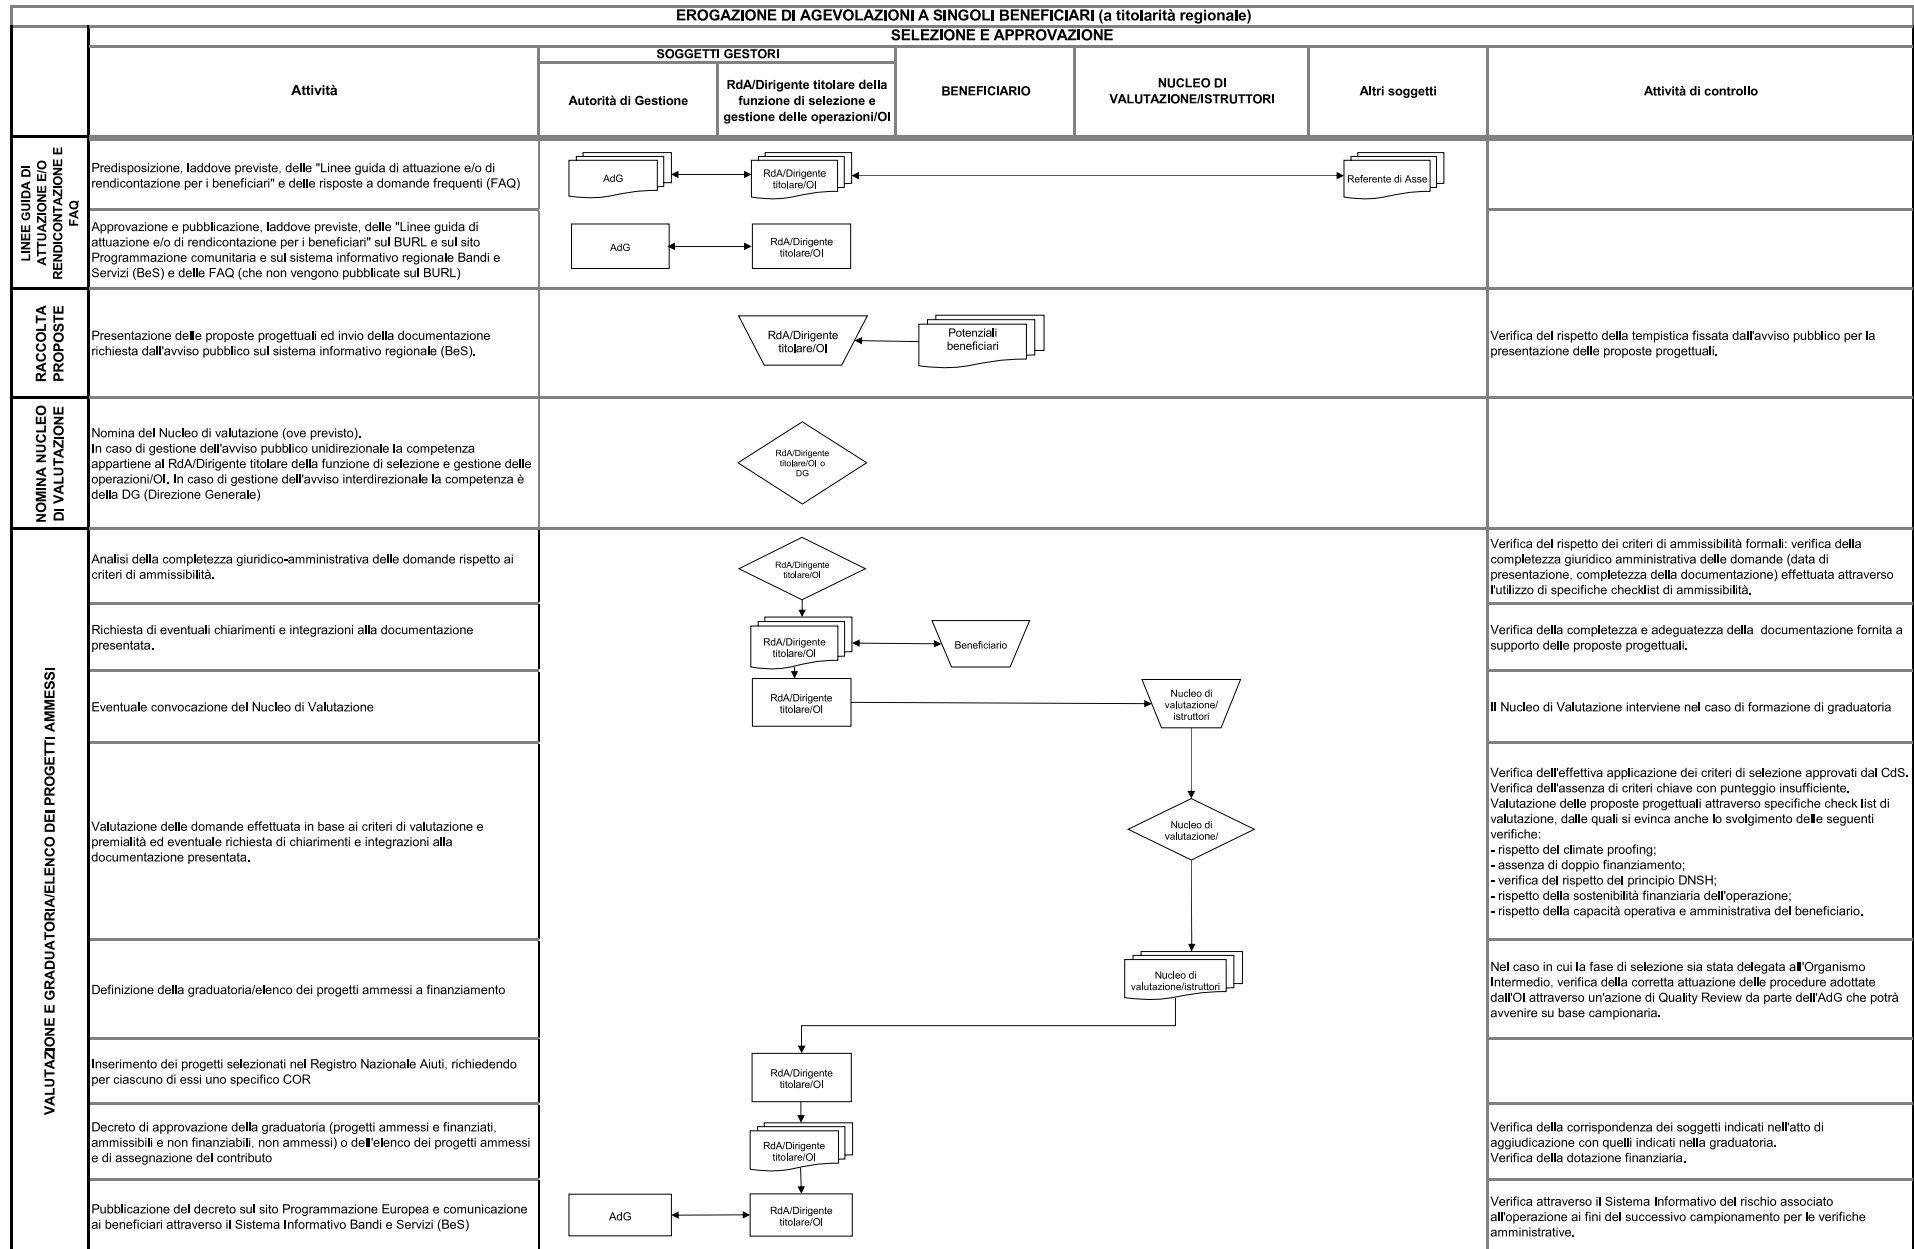 EROGAZIONE DI AGEVOLAZIONI A SINGOLI BENEFICIARI (a titolarità regionale)
SELEZIONE E APPROVAZIONE
Attività
SOGGETTI GESTORI
Autorità di Gestione
RdA/Dirigente titolare della
funzione di selezione e
gestione delle operazioni/OI
BENEFICIARIO
NUCLEO DI
VALUTAZIONE/ISTRUTTORI
Altri soggetti
Attività di controllo
LINEE GUIDA DI
ATTUAZIONE E/O
RENDICONTAZIONE E
FAQ
Predisposizione, laddove previste, delle "Linee guida di attuazione e/o di
rendicontazione per i beneficiari" e delle risposte a domande frequenti (FAQ)
AdG
RdA/Dirigente
titolare/OI
Referente di Asse
Approvazione e pubblicazione, laddove previste, delle "Linee guida di
attuazione e/o di rendicontazione per i beneficiari" sul BURL e sul sito
Programmazione comunitaria e sul sistema informativo regionale Bandi e
Servizi (BeS) e delle FAQ (che non vengono pubblicate sul BURL)
AdG
RdA/Dirigente
titolare/OI
RACCOLTA
PROPOSTE
Presentazione delle proposte progettuali ed invio della documentazione
richiesta dall'avviso pubblico sul sistema informativo regionale (BeS).
RdA/Dirigente
titolare/OI
Potenziali
beneficiari
Verifica del rispetto della tempistica fissata dall'avviso pubblico per la
presentazione delle proposte progettuali.
NOMINA NUCLEO
DI VALUTAZIONE
Nomina del Nucleo di valutazione (ove previsto).
In caso di gestione dell'avviso pubblico unidirezionale la competenza
appartiene al RdA/Dirigente titolare della funzione di selezione e gestione delle
operazioni/OI. In caso di gestione dell'avviso interdirezionale la competenza è
della DG (Direzione Generale)
RdA/Dirigente
titolare/OI o
DG
VALUTAZIONE E GRADUATORIA/ELENCO DEI PROGETTI AMMESSI
Analisi della completezza giuridico-amministrativa delle domande rispetto ai
criteri di ammissibilità.
RdA/Dirigente
titolare/OI
Verifica del rispetto dei criteri di ammissibilità formali: verifica della
completezza giuridico amministrativa delle domande (data di
presentazione, completezza della documentazione) effettuata attraverso
l'utilizzo di specifiche checklist di ammissibilità.
Richiesta di eventuali chiarimenti e integrazioni alla documentazione
presentata.
RdA/Dirigente
titolare/OI
Beneficiario
Verifica della completezza e adeguatezza della  documentazione fornita a
supporto delle proposte progettuali.
Eventuale convocazione del Nucleo di Valutazione
RdA/Dirigente
titolare/OI
Nucleo di
valutazione/
istruttori
Il Nucleo di Valutazione interviene nel caso di formazione di graduatoria
Valutazione delle domande effettuata in base ai criteri di valutazione e
premialità ed eventuale richiesta di chiarimenti e integrazioni alla
documentazione presentata.
Nucleo di
valutazione/
Verifica dell'effettiva applicazione dei criteri di selezione approvati dal CdS.
Verifica dell'assenza di criteri chiave con punteggio insufficiente.
Valutazione delle proposte progettuali attraverso specifiche check list di
valutazione, dalle quali si evinca anche lo svolgimento delle seguenti
verifiche:
- rispetto del climate proofing;
- assenza di doppio finanziamento;
- verifica del rispetto del principio DNSH;
- rispetto della sostenibilità finanziaria dell'operazione;
- rispetto della capacità operativa e amministrativa del beneficiario.
Definizione della graduatoria/elenco dei progetti ammessi a finanziamento
Nucleo di
valutazione/istruttori
Nel caso in cui la fase di selezione sia stata delegata all'Organismo
Intermedio, verifica della corretta attuazione delle procedure adottate
dall'OI attraverso un'azione di Quality Review da parte dell'AdG che potrà
avvenire su base campionaria.
Inserimento dei progetti selezionati nel Registro Nazionale Aiuti, richiedendo
per ciascuno di essi uno specifico COR
RdA/Dirigente
titolare/OI
Decreto di approvazione della graduatoria (progetti ammessi e finanziati,
ammissibili e non finanziabili, non ammessi) o dell'elenco dei progetti ammessi
e di assegnazione del contributo
RdA/Dirigente
titolare/OI
Verifica della corrispondenza dei soggetti indicati nell'atto di
aggiudicazione con quelli indicati nella graduatoria.
Verifica della dotazione finanziaria.
Pubblicazione del decreto sul sito Programmazione Europea e comunicazione
ai beneficiari attraverso il Sistema Informativo Bandi e Servizi (BeS)
AdG
RdA/Dirigente
titolare/OI
Verifica attraverso il Sistema Informativo del rischio associato
all'operazione ai fini del successivo campionamento per le verifiche
amministrative.